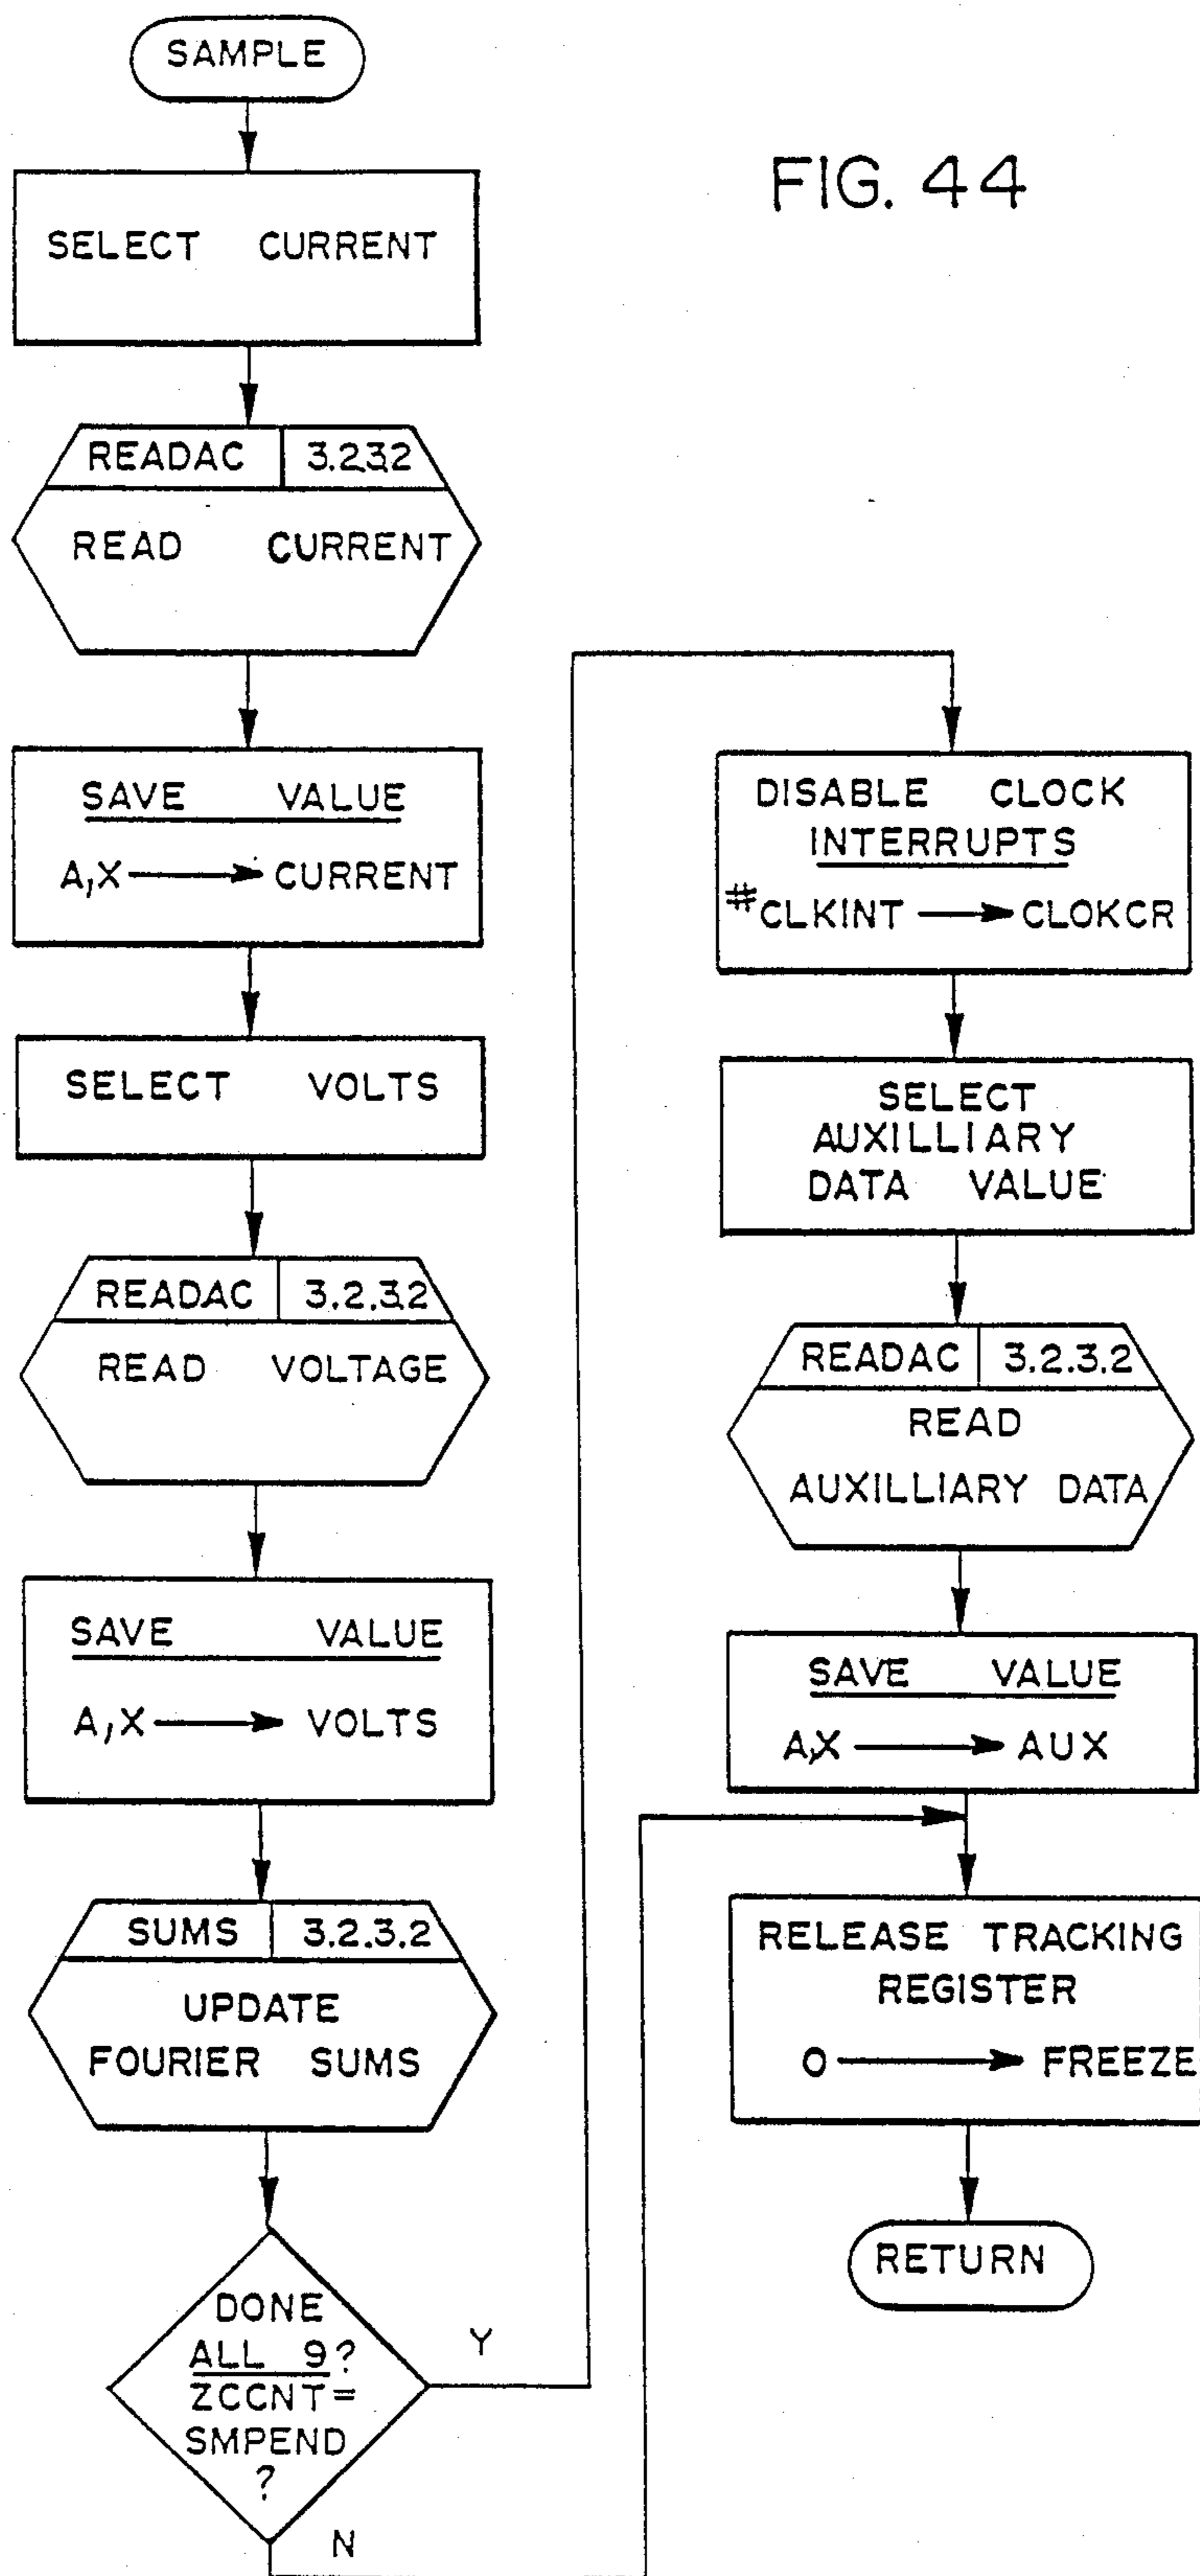 FIG. 44
SAMPLE
SELECT CURRENT
READAC 3.2.3.2
READ CURRENT
SAVE VALUE
A,X → CURRENT
SELECT VOLTS
READAC 3.2.3.2
READ VOLTAGE
SAVE VALUE
A,X → VOLTS
SUMS 3.2.3.2
UPDATE
FOURIER SUMS
DONE
ALL 9?
ZCCNT=
SMPEND
?
Y
N
DISABLE CLOCK
INTERRUPTS
#CLKINT → CLOKCR
SELECT
AUXILLIARY
DATA VALUE
READAC 3.2.3.2
READ
AUXILLIARY DATA
SAVE VALUE
A,X → AUX
RELEASE TRACKING
REGISTER
0 → FREEZE
RETURN